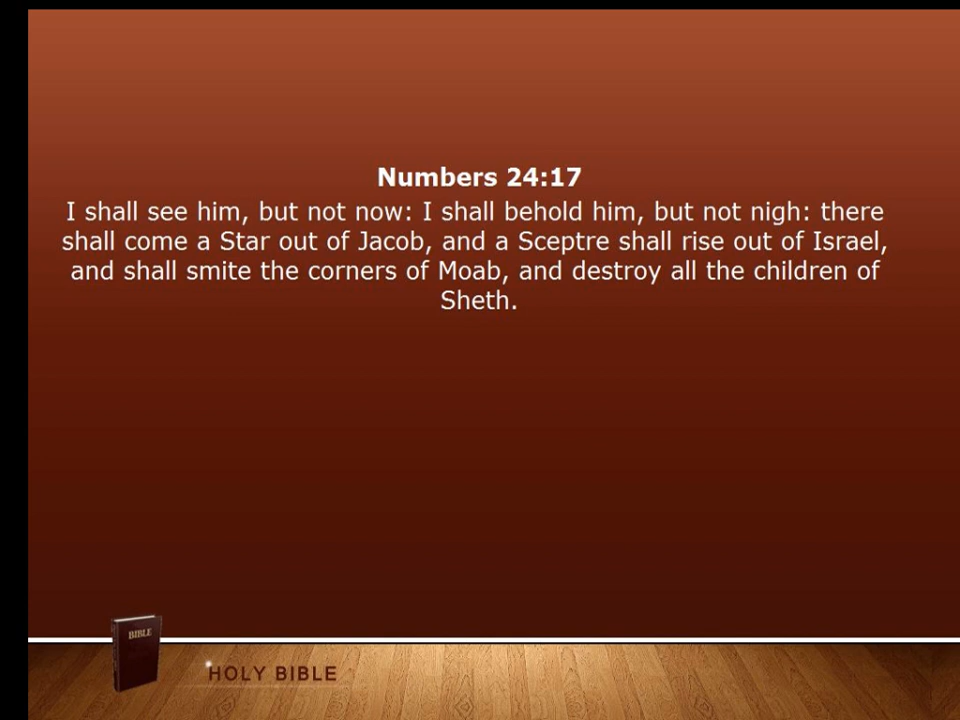 Numbers 24:17
I shall see him, but not now: I shall behold him, but not nigh: there
shall come a Star out of Jacob, and a Sceptre shall rise out of Israel,
and shall smite the corners of Moab, and destroy all the children of
Sheth.
BIBLE
HOLY BIBLE